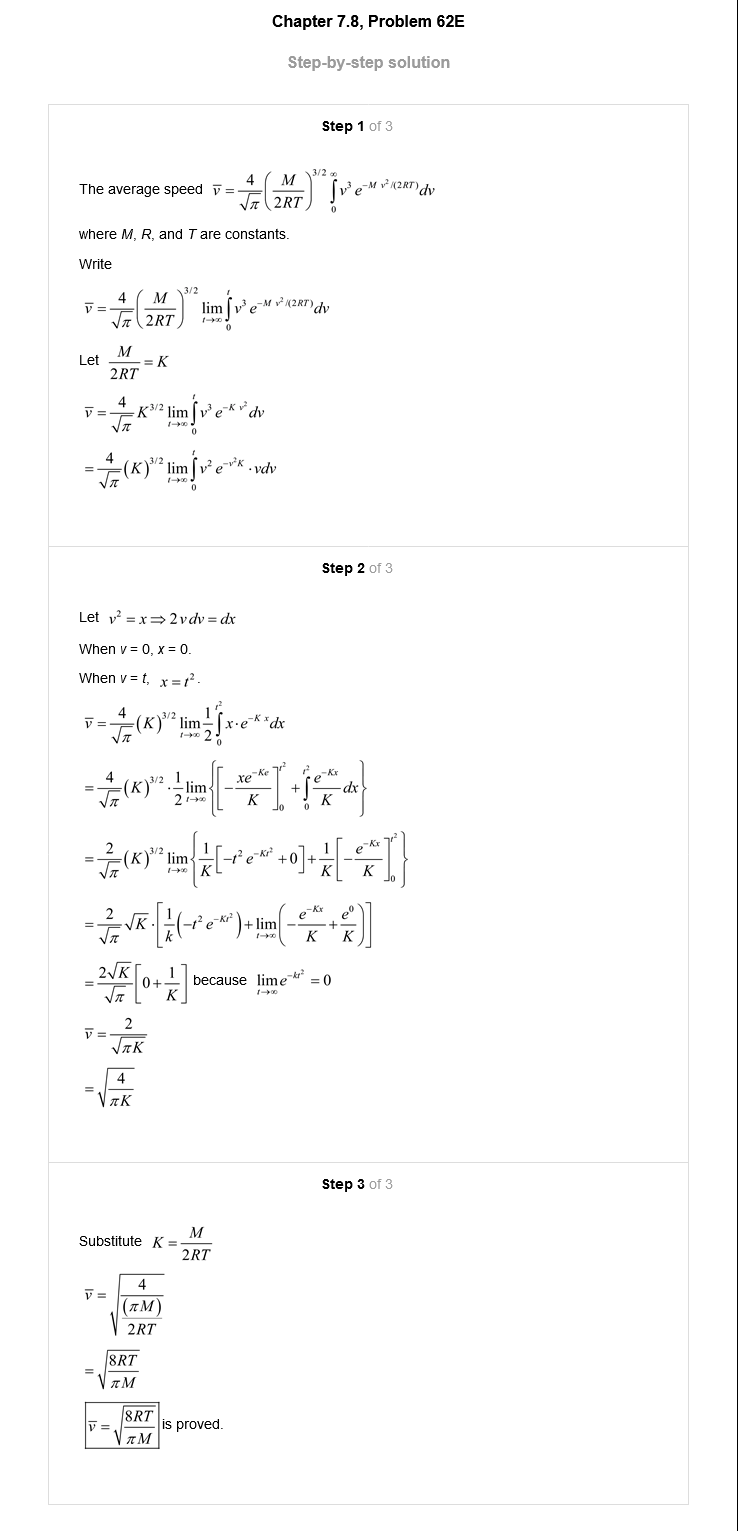 Chapter 7.8, Problem 62E
Step-by-step solution
Step 1 of 3
The average speed $\overline{v} = \frac{4}{\sqrt{\pi}} \left( \frac{M}{2RT} \right)^{3/2} \int_0^\infty v^3 e^{-M v^2/(2RT)} dv$
where M, R, and T are constants.
Write
$\overline{v} = \frac{4}{\sqrt{\pi}} \left( \frac{M}{2RT} \right)^{3/2} \lim_{t \to \infty} \int_0^t v^3 e^{-M v^2/(2RT)} dv$
Let $\frac{M}{2RT} = K$
$\overline{v} = \frac{4}{\sqrt{\pi}} K^{3/2} \lim_{t \to \infty} \int_0^t v^3 e^{-K v^2} dv$
$= \frac{4}{\sqrt{\pi}} (K)^{3/2} \lim_{t \to \infty} \int_0^t v^2 e^{-v^2 K} \cdot v dv$
Step 2 of 3
Let $v^2 = x \Rightarrow 2 v dv = dx$
When v = 0, x = 0.
When v = t, $x = t^2$.
$\overline{v} = \frac{4}{\sqrt{\pi}} (K)^{3/2} \lim_{t \to \infty} \frac{1}{2} \int_0^{t^2} x \cdot e^{-K x} dx$
$= \frac{4}{\sqrt{\pi}} (K)^{3/2} \cdot \frac{1}{2} \lim_{t \to \infty} \left\{ \left[ -\frac{x e^{-Ke}}{K} \right]_0^{t^2} + \int_0^{t^2} \frac{e^{-Kx}}{K} dx \right\}$
$= \frac{2}{\sqrt{\pi}} (K)^{3/2} \lim_{t \to \infty} \left\{ \frac{1}{K} \left[ -t^2 e^{-Kt^2} + 0 \right] + \frac{1}{K} \left[ -\frac{e^{-Kx}}{K} \right]_0^{t^2} \right\}$
$= \frac{2}{\sqrt{\pi}} \sqrt{K} \cdot \left[ \frac{1}{k} \left( -t^2 e^{-Kt^2} \right) + \lim_{t \to \infty} \left( -\frac{e^{-Kx}}{K} + \frac{e^0}{K} \right) \right]$
$= \frac{2\sqrt{K}}{\sqrt{\pi}} \left[ 0 + \frac{1}{K} \right]$ because $\lim_{t \to \infty} e^{-kt^2} = 0$
$\overline{v} = \frac{2}{\sqrt{\pi K}}$
$= \sqrt{\frac{4}{\pi K}}$
Step 3 of 3
Substitute $K = \frac{M}{2RT}$
$\overline{v} = \sqrt{\frac{4}{\frac{(\pi M)}{2RT}}}$
$= \sqrt{\frac{8RT}{\pi M}}$
$\overline{v} = \sqrt{\frac{8RT}{\pi M}}$ is proved.